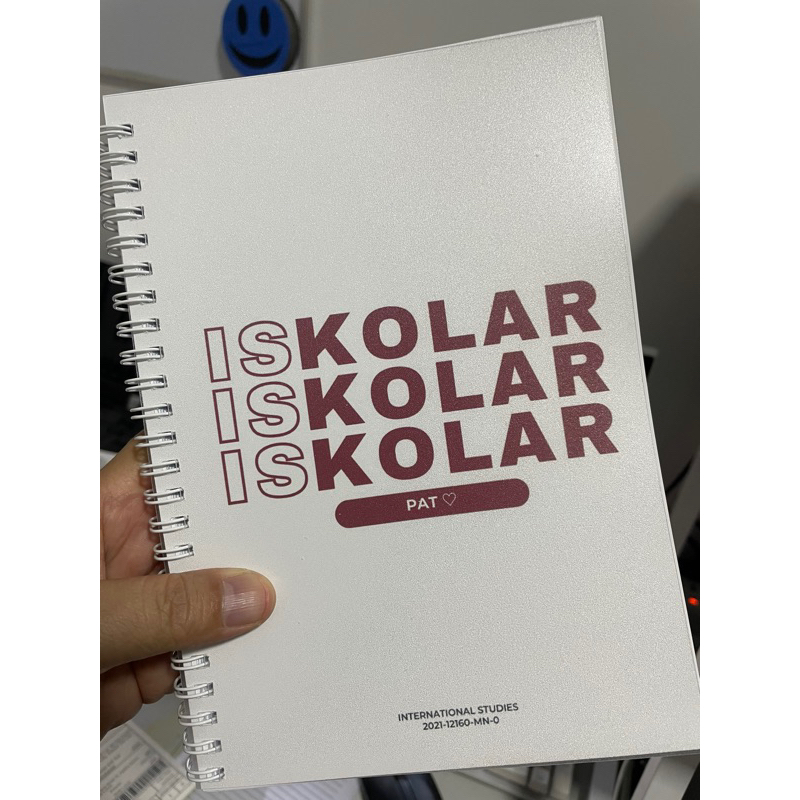 ISKOLAR
ISKOLAR
ISKOLAR
PAT ♡
INTERNATIONAL STUDIES
2021-12160-MN-0